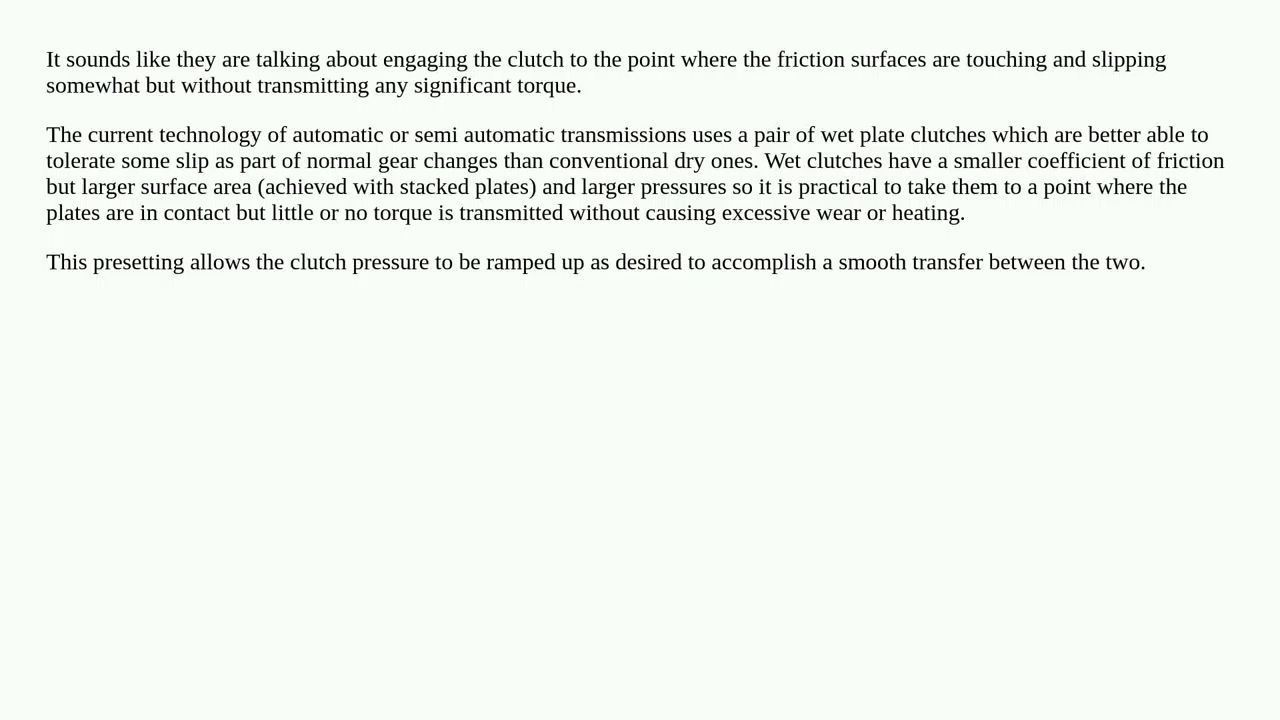 It sounds like they are talking about engaging the clutch to the point where the friction surfaces are touching and slipping
somewhat but without transmitting any significant torque.
The current technology of automatic or semi automatic transmissions uses a pair of wet plate clutches which are better able to
tolerate some slip as part of normal gear changes than conventional dry ones. Wet clutches have a smaller coefficient of friction
but larger surface area (achieved with stacked plates) and larger pressures so it is practical to take them to a point where the
plates are in contact but little or no torque is transmitted without causing excessive wear or heating.
This presetting allows the clutch pressure to be ramped up as desired to accomplish a smooth transfer between the two.